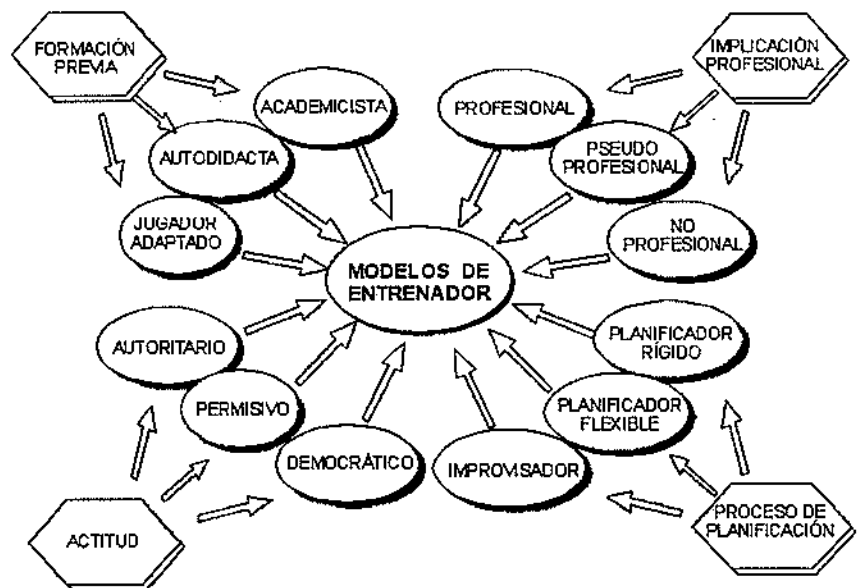 FORMACIÓN
PREVIA
ACADEMICISTA
AUTODIDACTA
JUGADOR
ADAPTADO
IMPLICACIÓN
PROFESIONAL
PROFESIONAL
PSEUDO
PROFESIONAL
NO
PROFESIONAL
MODELOS DE
ENTRENADOR
AUTORITARIO
PERMISIVO
DEMOCRÁTICO
ACTITUD
PLANIFICADOR
RÍGIDO
PLANIFICADOR
FLEXIBLE
IMPROVISADOR
PROCESO DE
PLANIFICACIÓN